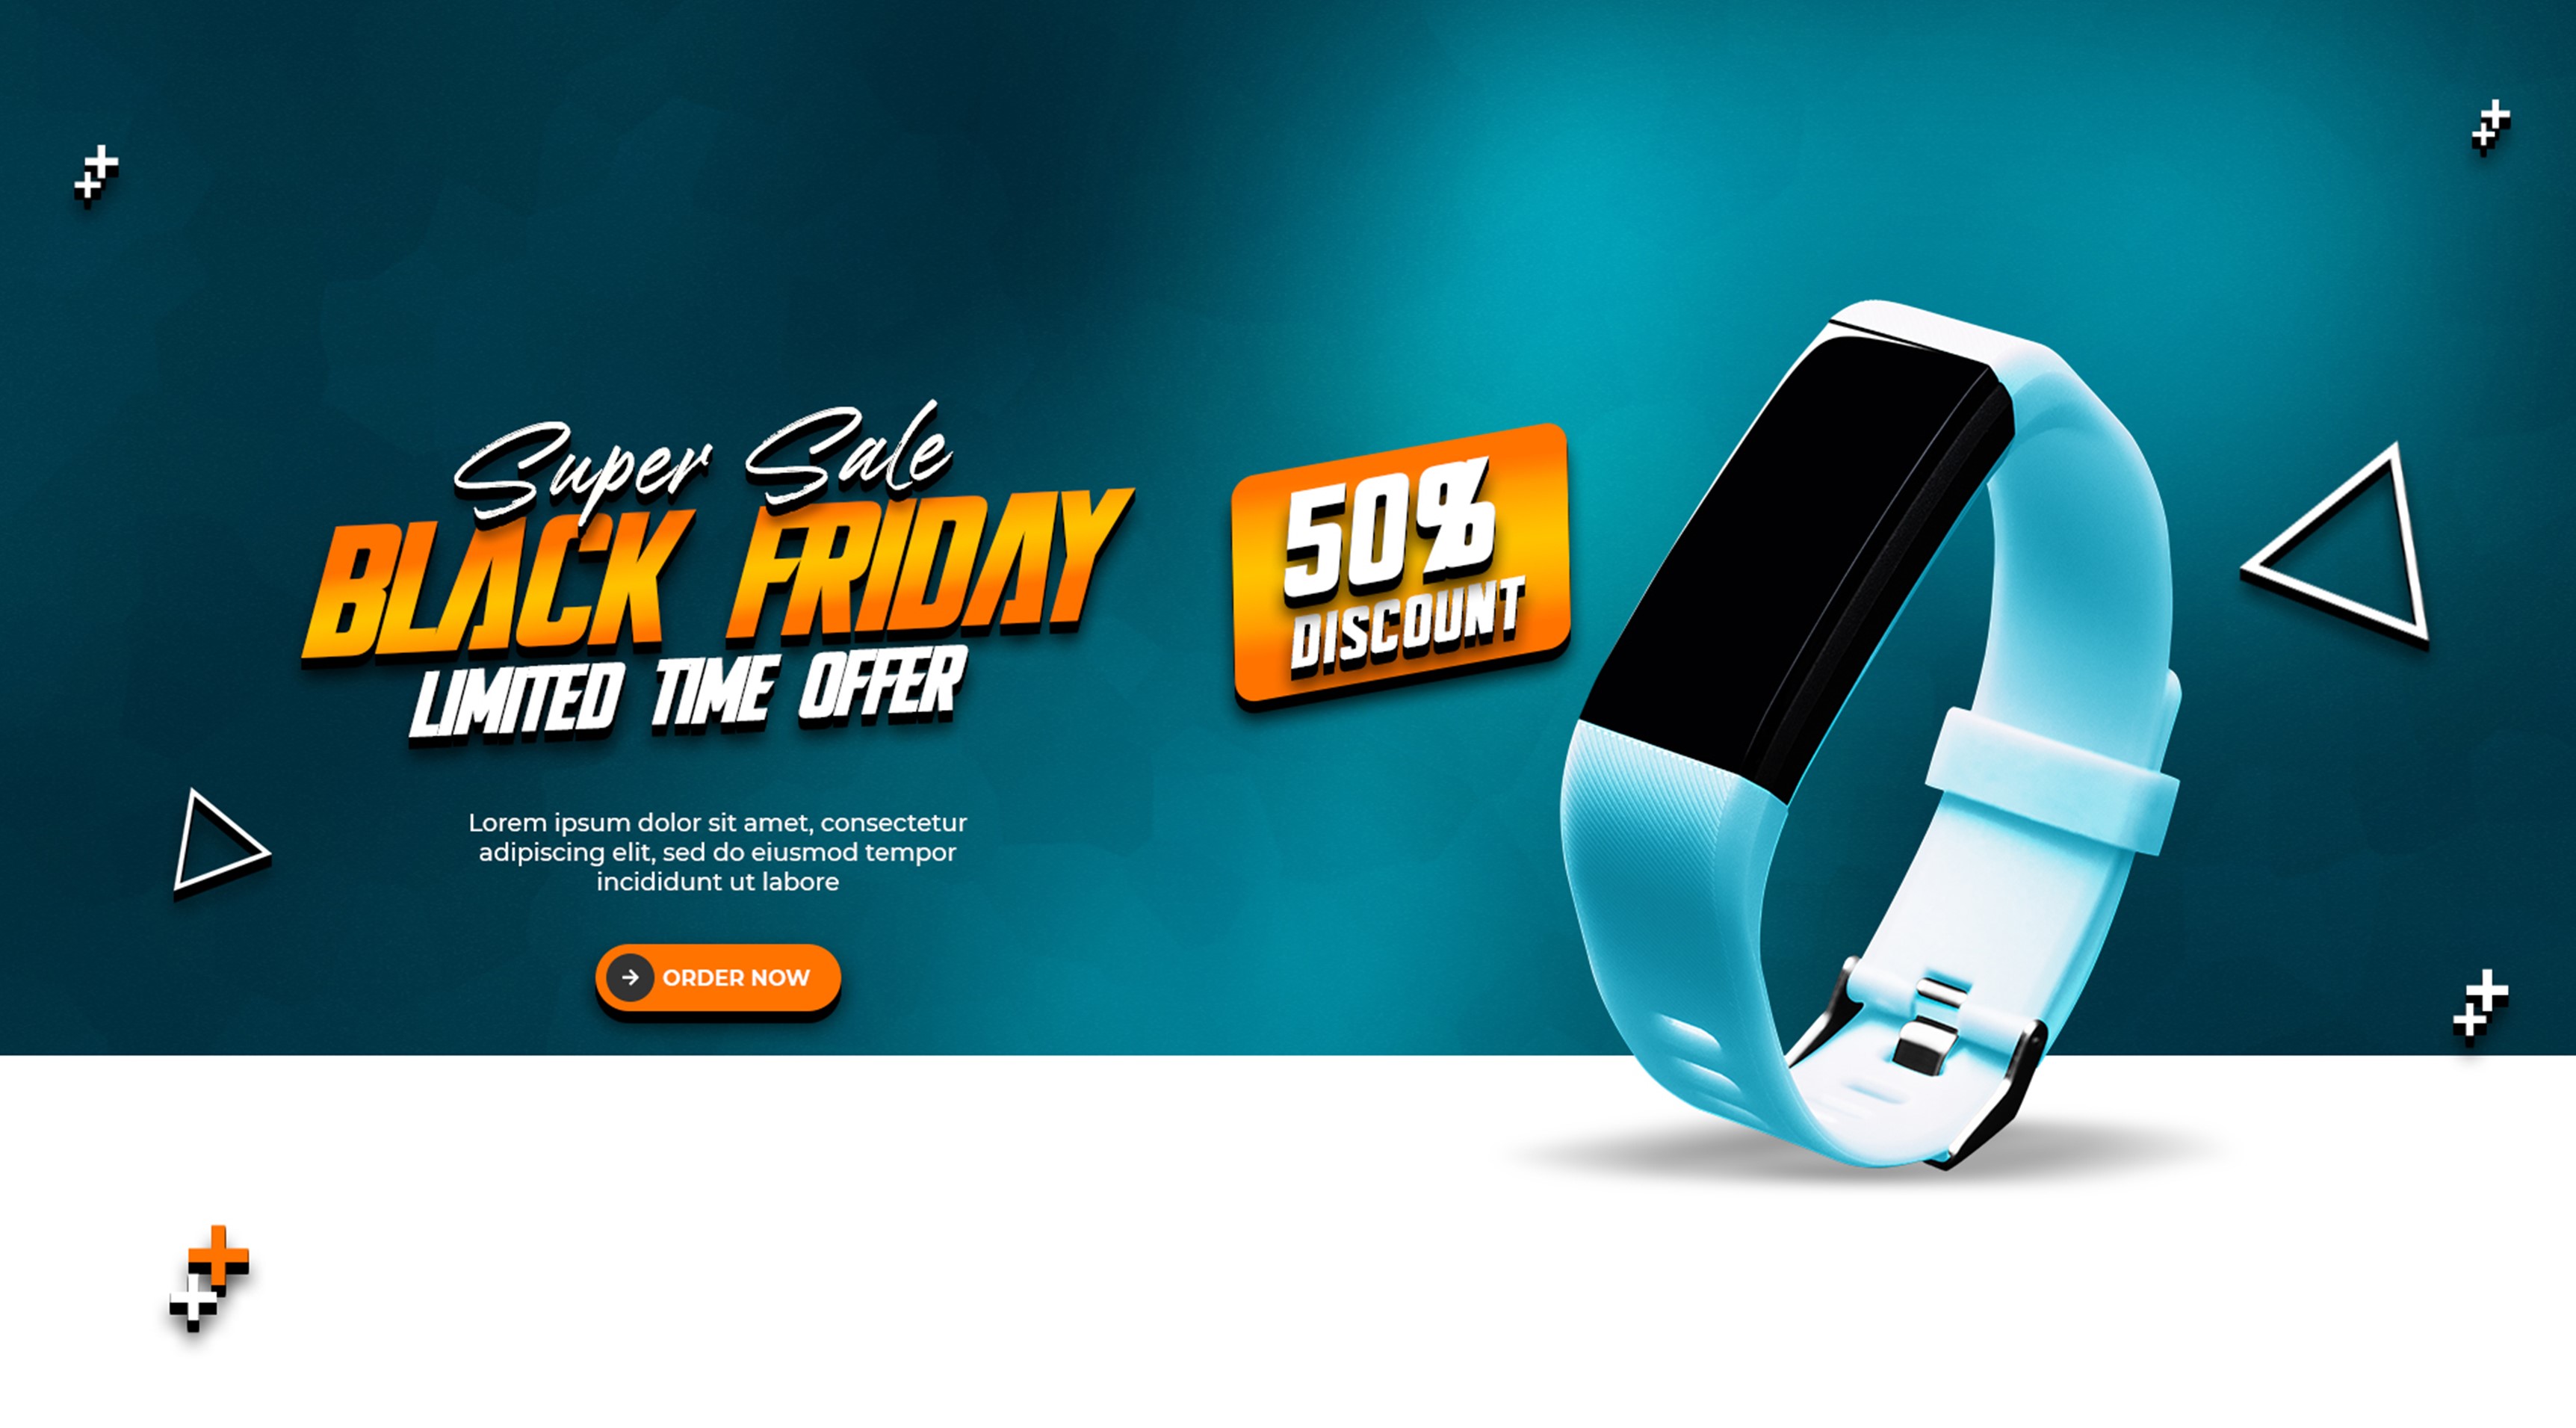 Super Sale
BLACK FRIDAY
LIMITED TIME OFFER
50%
DISCOUNT
Lorem ipsum dolor sit amet, consectetur
adipiscing elit, sed do eiusmod tempor
incididunt ut labore
ORDER NOW